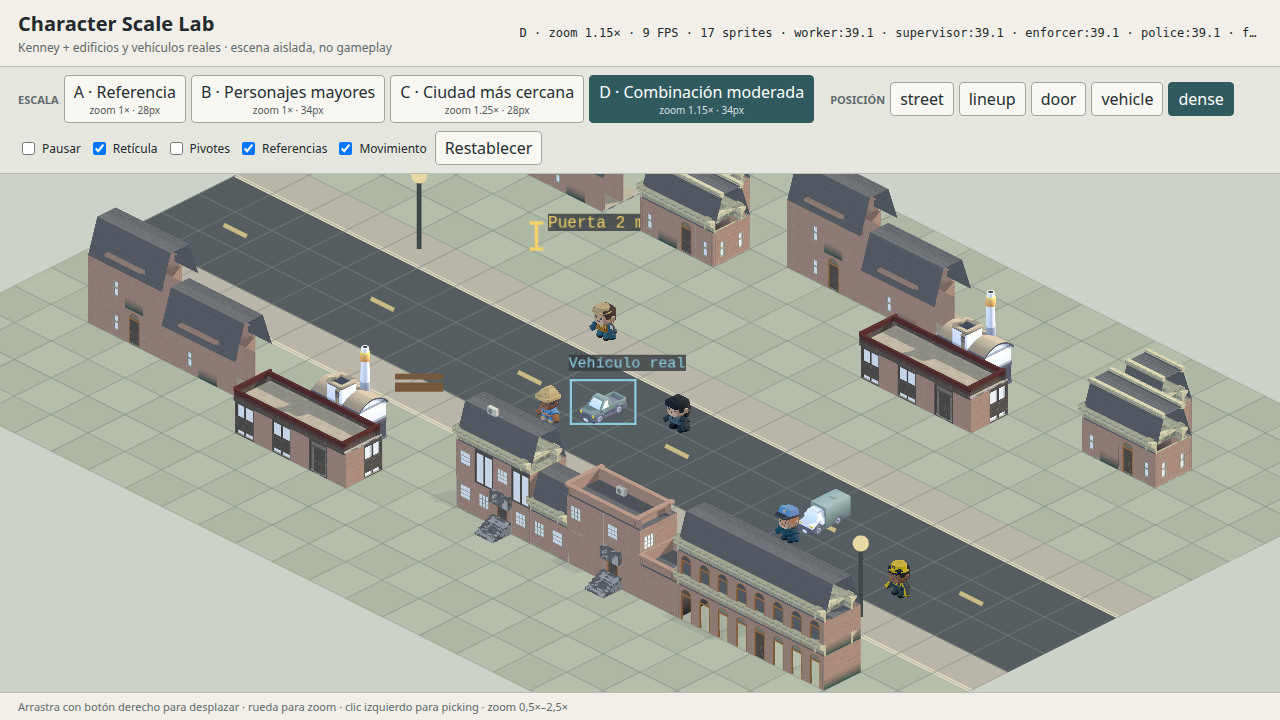 Character Scale Lab
Kenney + edificios y vehículos reales · escena aislada, no gameplay
D · zoom 1.15× · 9 FPS · 17 sprites · worker:39.1 · supervisor:39.1 · enforcer:39.1 · police:39.1 · f…
ESCALA
A · Referencia
zoom 1× · 28px
B · Personajes mayores
zoom 1× · 34px
C · Ciudad más cercana
zoom 1.25× · 28px
D · Combinación moderada
zoom 1.15× · 34px
POSICIÓN
street
lineup
door
vehicle
dense
Pausar
Retícula
Pivotes
Referencias
Movimiento
Restablecer
Puerta 2 m
Vehículo real
Arrastra con botón derecho para desplazar · rueda para zoom · clic izquierdo para picking · zoom 0,5×–2,5×